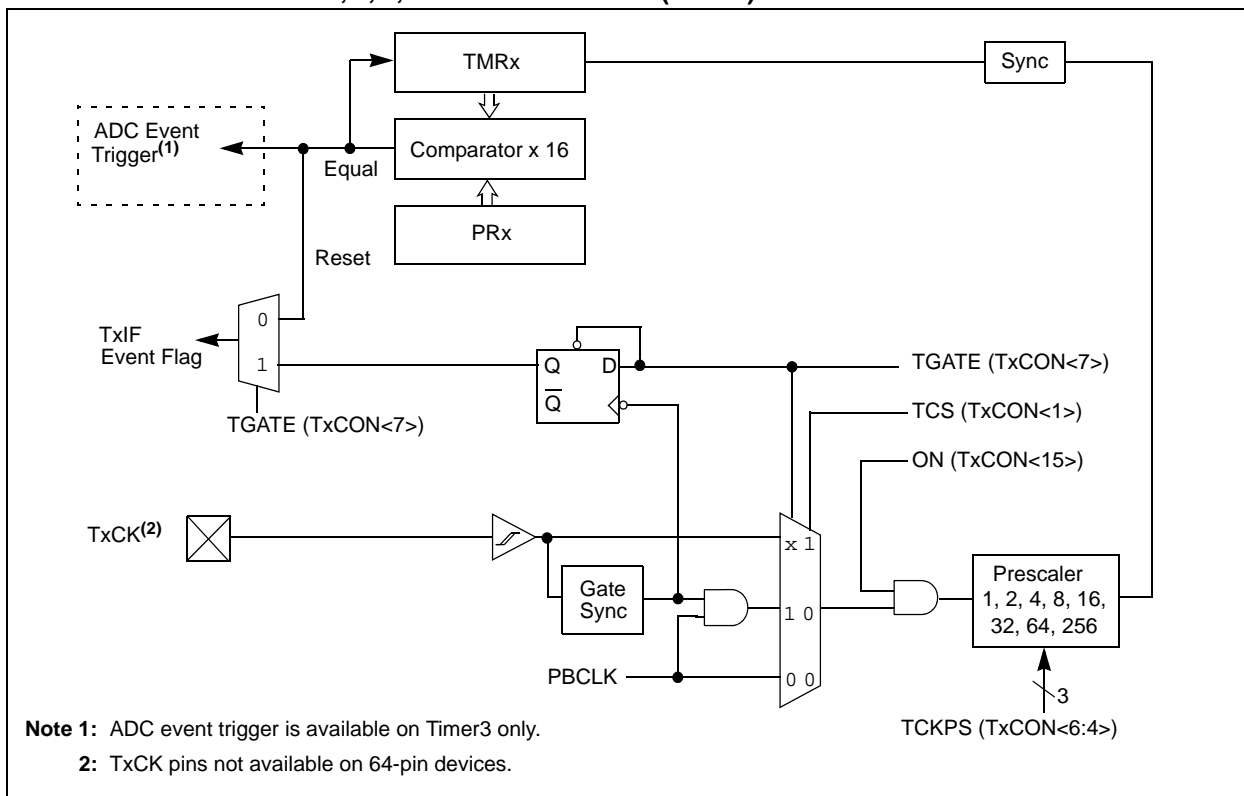 TMRx
Sync
ADC Event
Trigger(1)
Equal
Comparator x 16
PRx
Reset
0
1
TxIF
Event Flag
TGATE (TxCON<7>)
Q D
Q
TGATE (TxCON<7>)
TCS (TxCON<1>)
ON (TxCON<15>)
TxCK(2)
x 1
Gate
Sync
1 0
Prescaler
1, 2, 4, 8, 16,
32, 64, 256
PBCLK
0 0
3
TCKPS (TxCON<6:4>)
Note 1: ADC event trigger is available on Timer3 only.
2: TxCK pins not available on 64-pin devices.